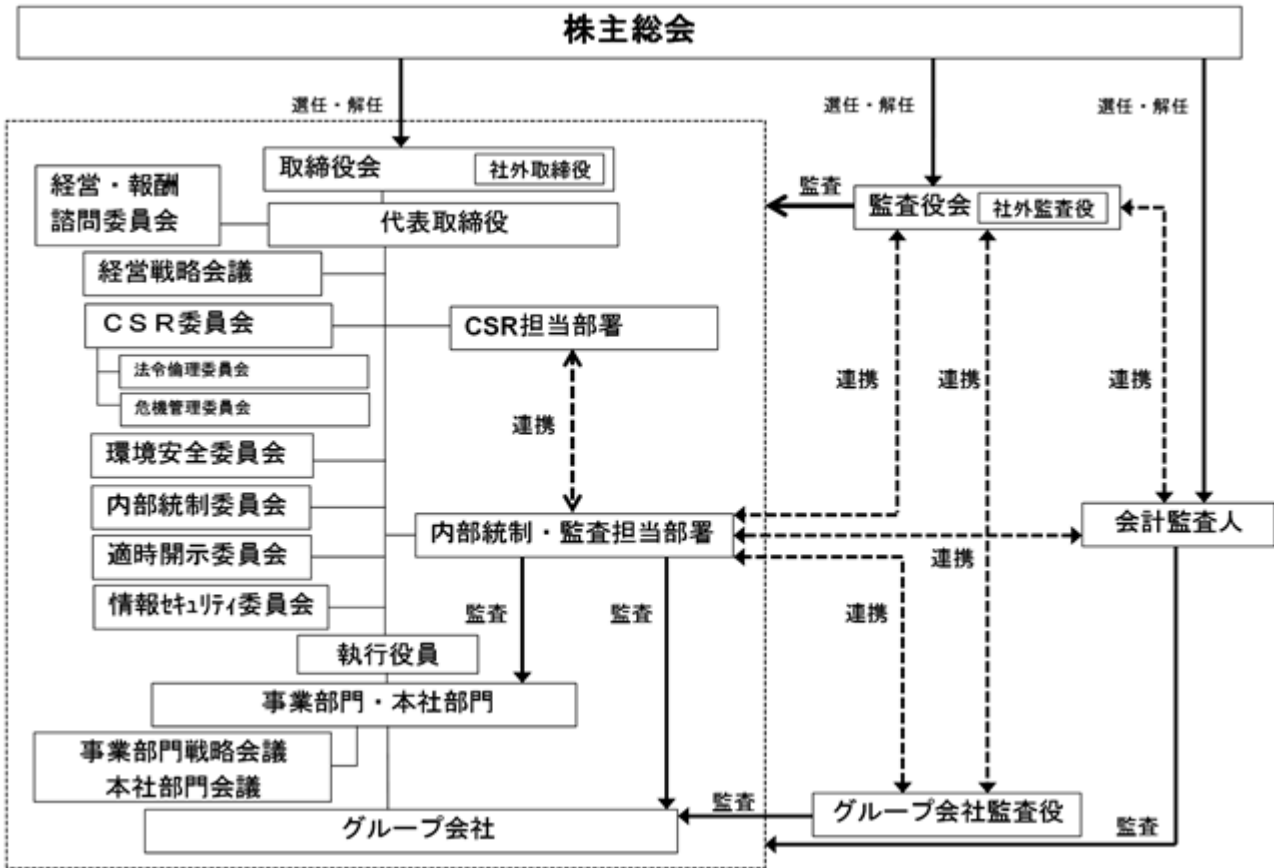 株主総会
選任・解任
選任・解任
選任・解任
取締役会
社外取締役
経営・報酬
諮問委員会
代表取締役
監査
監査役会
社外監査役
経営戦略会議
CSR委員会
CSR担当部署
法令倫理委員会
危機管理委員会
連携
連携
連携
連携
環境安全委員会
内部統制委員会
内部統制・監査担当部署
会計監査人
適時開示委員会
連携
情報セキュリティ委員会
監査
監査
連携
執行役員
事業部門・本社部門
事業部門戦略会議
本社部門会議
グループ会社
監査
グループ会社監査役
監査